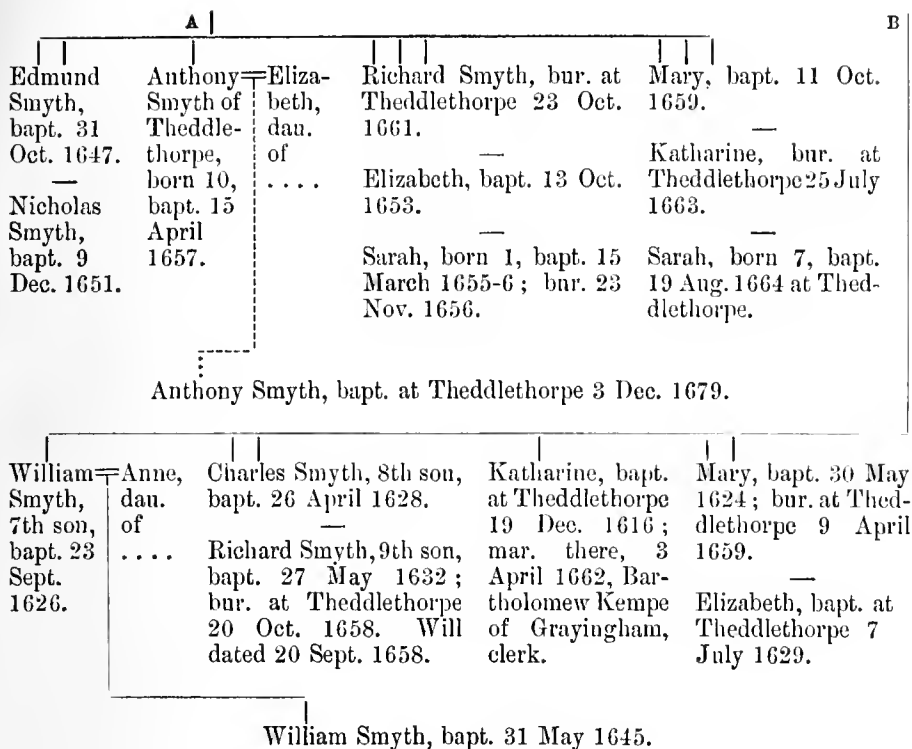 A
B
Edmund
Smyth,
bapt. 31
Oct. 1647.
—
Nicholas
Smyth,
bapt. 9
Dec. 1651.
Anthony
Smyth of
Theddle-
thorpe,
born 10,
bapt. 15
April
1657.
Eliza-
beth,
dau.
of
....
Richard Smyth, bur. at
Theddlethorpe 23 Oct.
1661.
—
Elizabeth, bapt. 13 Oct.
1653.
—
Sarah, born 1, bapt. 15
March 1655-6 ; bur. 23
Nov. 1656.
Mary, bapt. 11 Oct.
1659.
—
Katharine, bur. at
Theddlethorpe 25 July
1663.
—
Sarah, born 7, bapt.
19 Aug. 1664 at Thed-
dlethorpe.
Anthony Smyth, bapt. at Theddlethorpe 3 Dec. 1679.
William
Smyth,
7th son,
bapt. 23
Sept.
1626.
Anne,
dau.
of
....
Charles Smyth, 8th son,
bapt. 26 April 1628.
—
Richard Smyth, 9th son,
bapt. 27 May 1632 ;
bur. at Theddlethorpe
20 Oct. 1658. Will
dated 20 Sept. 1658.
Katharine, bapt.
at Theddlethorpe
19 Dec. 1616 ;
mar. there, 3
April 1662, Bar-
tholomew Kempe
of Grayingham,
clerk.
Mary, bapt. 30 May
1624 ; bur. at Thed-
dlethorpe 9 April
1659.
—
Elizabeth, bapt. at
Theddlethorpe 7
July 1629.
William Smyth, bapt. 31 May 1645.